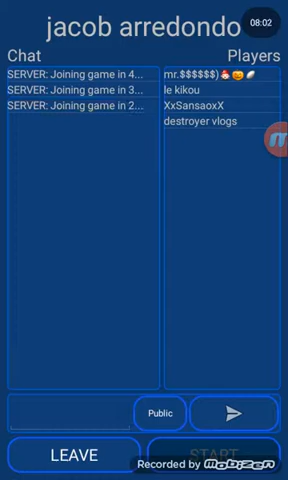 jacob arredondo
08:02
Chat
Players
SERVER: Joining game in 4...
SERVER: Joining game in 3...
SERVER: Joining game in 2...
mr.$$$$$$)🎅🎃🏈
le kikou
XxSansaoxX
destroyer vlogs
Public
LEAVE
START
Recorded by mobizen